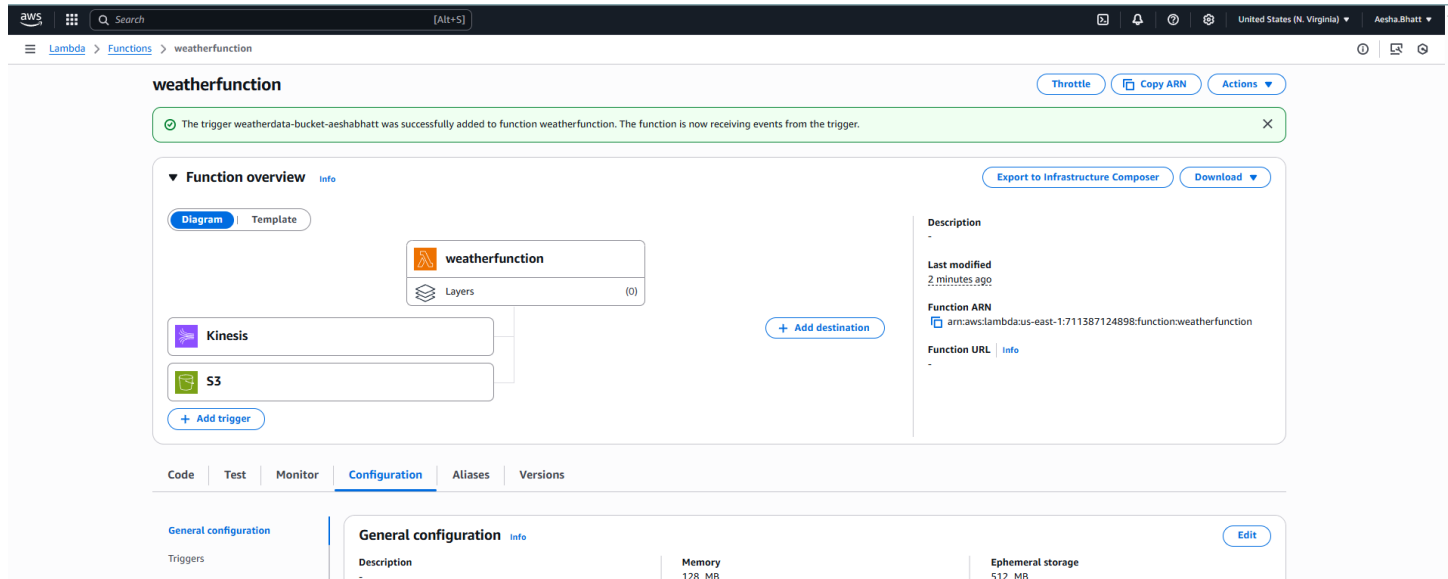 aws Search [Alt+S] United States (N. Virginia) Aesha.Bhatt
Lambda > Functions > weatherfunction
weatherfunction Throttle Copy ARN Actions
The trigger weatherdata-bucket-aeshabhatt was successfully added to function weatherfunction. The function is now receiving events from the trigger.
Function overview Info Export to Infrastructure Composer Download
Diagram Template
weatherfunction
Layers (0)
Kinesis
S3
+ Add trigger
+ Add destination
Description
-
Last modified
2 minutes ago
Function ARN
arn:aws:lambda:us-east-1:711387124898:function:weatherfunction
Function URL Info
-
Code Test Monitor Configuration Aliases Versions
General configuration
Triggers
General configuration Info Edit
Description Memory Ephemeral storage
- 128 MB 512 MB